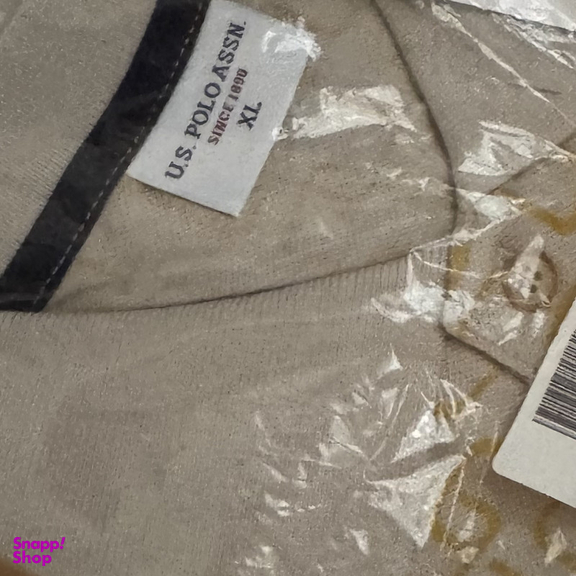 U.S. POLO ASSN.
SINCE 1890
XL
Snapp!
Shop